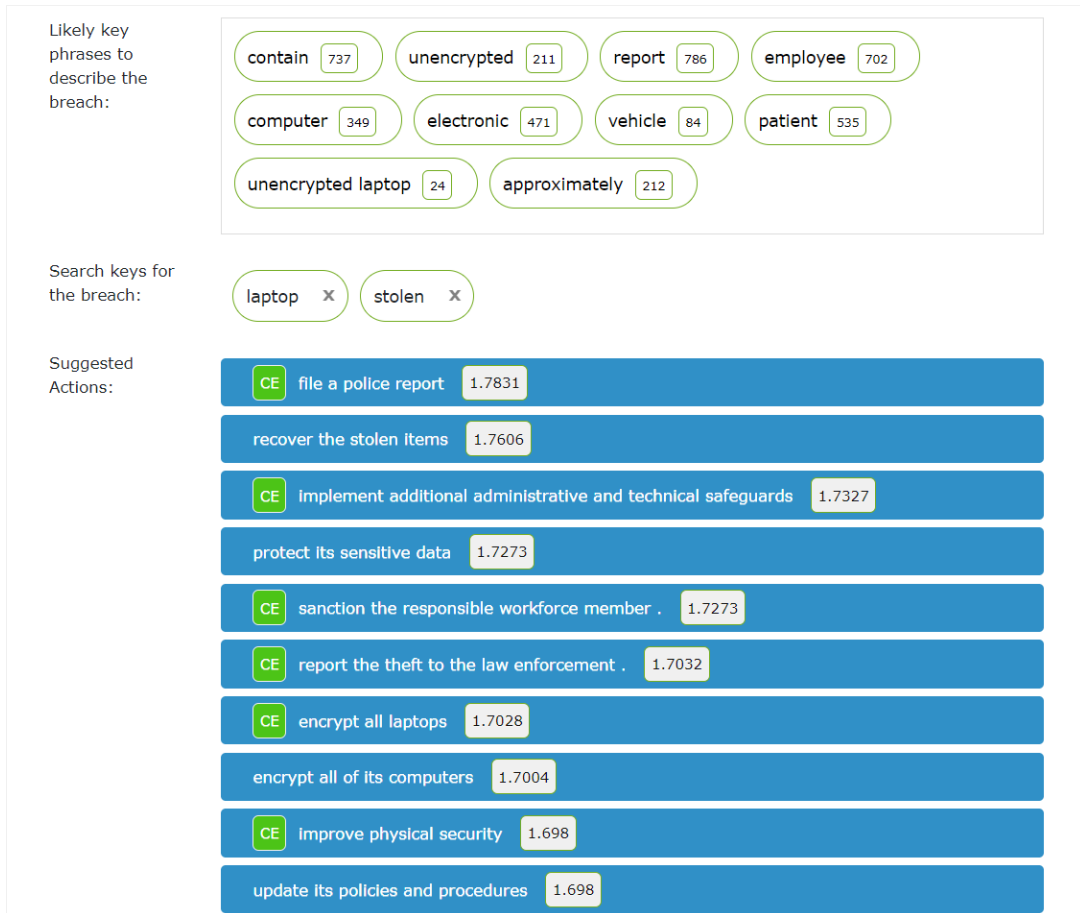 Likely key
phrases to
describe the
breach:
contain 737 unencrypted 211 report 786 employee 702
computer 349 electronic 471 vehicle 84 patient 535
unencrypted laptop 24 approximately 212
Search keys for
the breach:
laptop x stolen x
Suggested
Actions:
CE file a police report 1.7831
recover the stolen items 1.7606
CE implement additional administrative and technical safeguards 1.7327
protect its sensitive data 1.7273
CE sanction the responsible workforce member . 1.7273
CE report the theft to the law enforcement . 1.7032
CE encrypt all laptops 1.7028
encrypt all of its computers 1.7004
CE improve physical security 1.698
update its policies and procedures 1.698